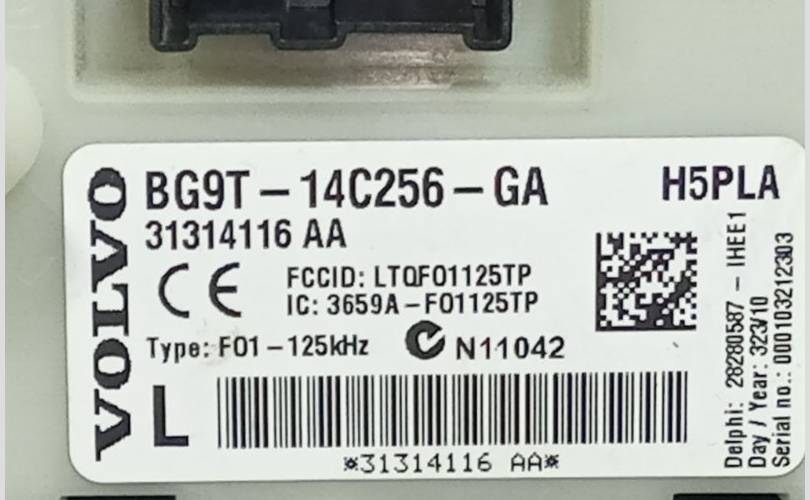 VOLVO
BG9T-14C256-GA
H5PLA
31314116 AA
CE
FCCID: LTQF01125TP
IC: 3659A-F01125TP
Type: F01-125kHz
N11042
L
*31314116 AA*
Delphi: 28280587 - IHEE1
Day / Year: 323/10
Serial no.: 000103212303